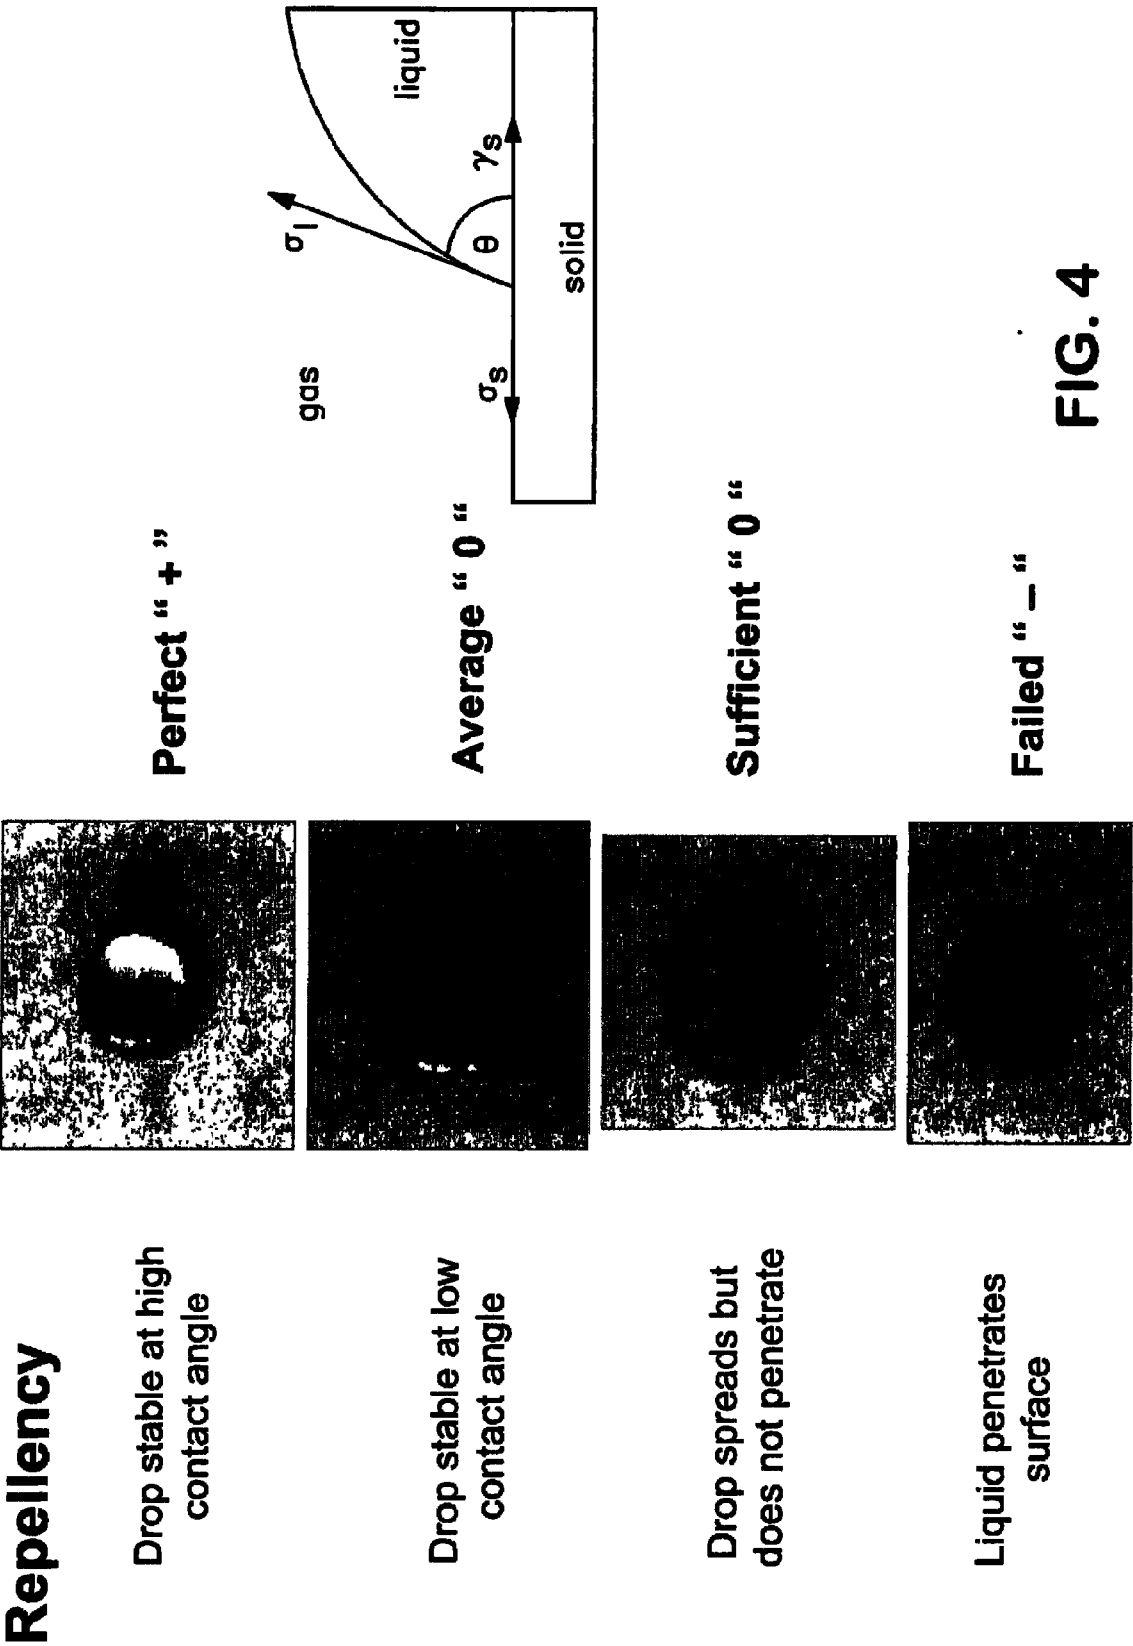 Repellency
Drop stable at high
contact angle
Perfect “ + ”
Drop stable at low
contact angle
Average “ 0 “
Drop spreads but
does not penetrate
Sufficient “ 0 “
Liquid penetrates
surface
Failed “ – “
gas
σl
liquid
σs
θ
γs
solid
FIG. 4